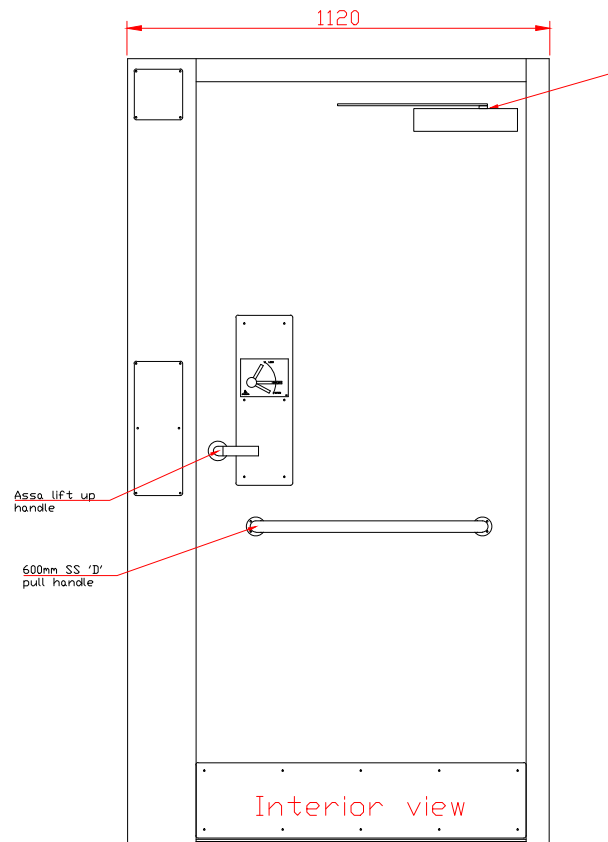 1120
Assa lift up
handle
600mm SS 'D'
pull handle
Interior view